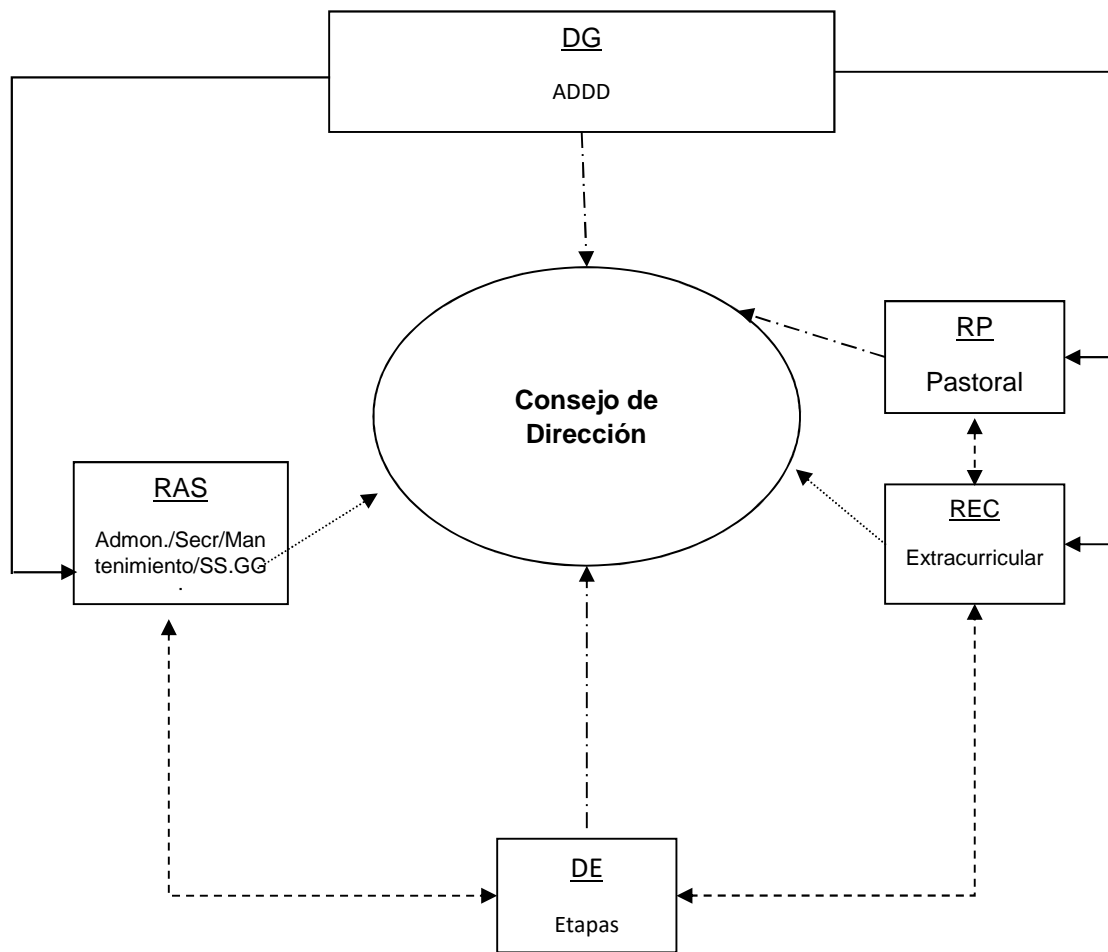 DG
ADDD
RP
Pastoral
Consejo de
Dirección
RAS
Admon./Secr/Man
tenimiento/SS.GG
.
REC
Extracurricular
DE
Etapas